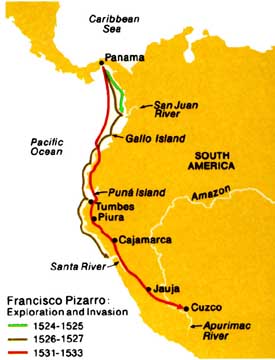 Caribbean
Sea
Panama
San Juan
River
Gallo Island
Pacific
Ocean
SOUTH
AMERICA
Puná Island
Amazon
Tumbes
Piura
Cajamarca
Santa River
Jauja
Cuzco
Apurimac
River
Francisco Pizarro:
Exploration and Invasion
1524-1525
1526-1527
1531-1533